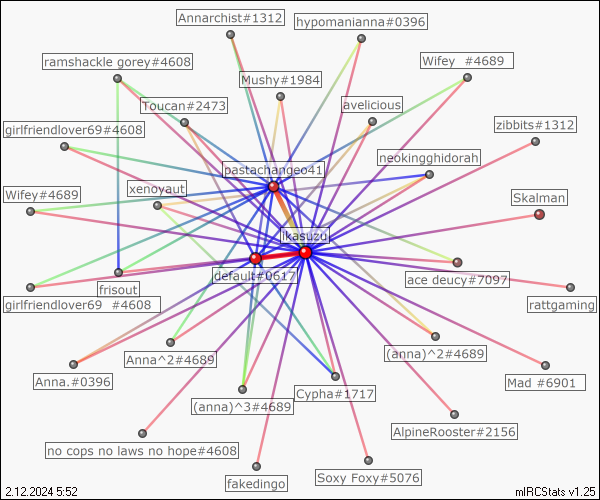 Annarchist#1312
hypomanianna#0396
ramshackle gorey#4608
Wifey  #4689
Mushy#1984
Toucan#2473
avelicious
girlfriendlover69#4608
zibbits#1312
neokingghidorah
pastachangeo41
Wifey#4689
xenoyaut
Skalman
ikasuzu
default#0617
ace deucy#7097
frisout
girlfriendlover69  #4608
rattgaming
Anna^2#4689
(anna)^2#4689
Anna.#0396
Mad #6901
Cypha#1717
(anna)^3#4689
AlpineRooster#2156
no cops no laws no hope#4608
Soxy Foxy#5076
fakedingo
2.12.2024 5:52
mIRCStats v1.25